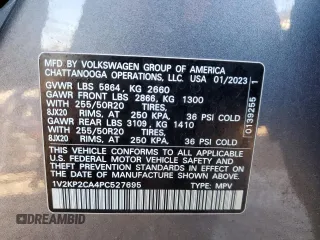 MFD BY VOLKSWAGEN GROUP OF AMERICA
CHATTANOOGA OPERATIONS, LLC. USA 01/2023
GVWR LBS 5864, KG 2660
GAWR FRONT LBS 2866, KG 1300
WITH 255/50R20 TIRES,
8JX20 RIMS, AT 250 KPA, 36 PSI COLD
GAWR REAR LBS 3109, KG 1410
WITH 255/50R20 TIRES,
8JX20 RIMS, AT 250 KPA, 36 PSI COLD
THIS VEHICLE CONFORMS TO ALL APPLICABLE
FEDERAL MOTOR VEHICLE SAFETY AND THEFT
PREVENTION STANDARDS IN EFFECT ON THE
DATE OF MANUFACTURE SHOWN ABOVE.
1V2KP2CA4PC527695 TYPE: MPV
0139255 1